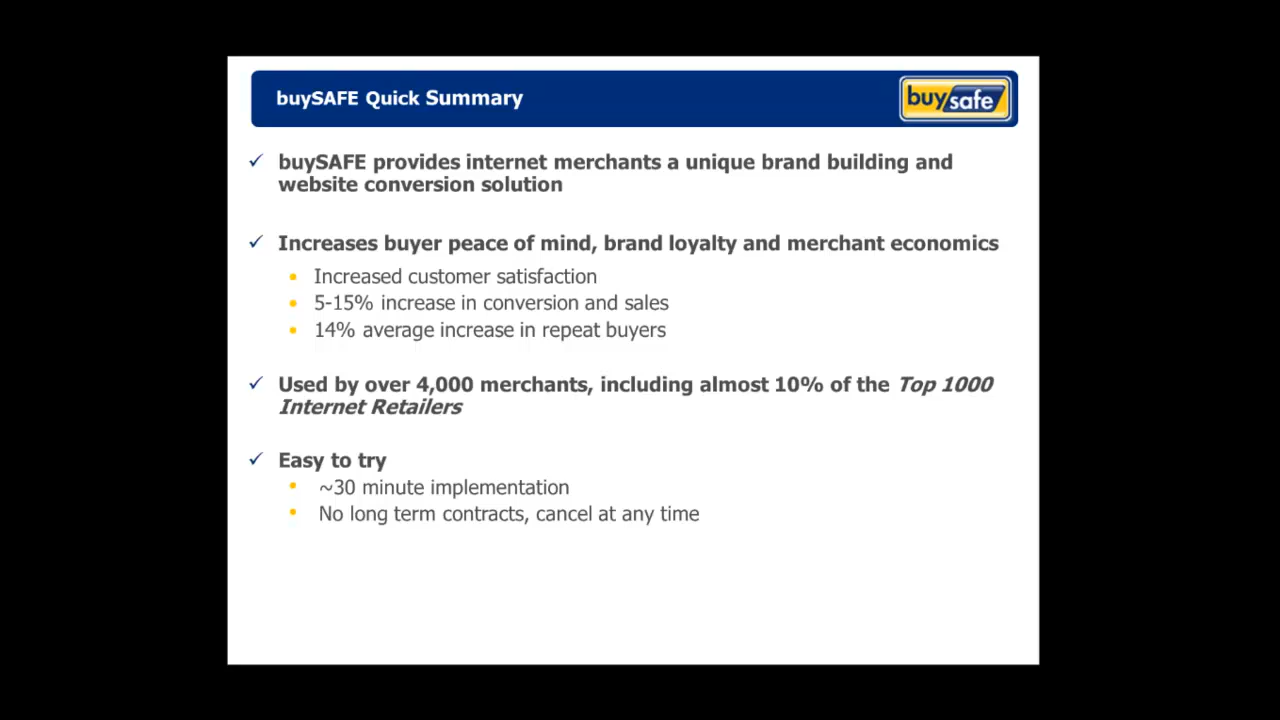 buySAFE Quick Summary
buysafe
✓ buySAFE provides internet merchants a unique brand building and
website conversion solution
✓ Increases buyer peace of mind, brand loyalty and merchant economics
• Increased customer satisfaction
• 5-15% increase in conversion and sales
• 14% average increase in repeat buyers
✓ Used by over 4,000 merchants, including almost 10% of the Top 1000
Internet Retailers
✓ Easy to try
• ~30 minute implementation
• No long term contracts, cancel at any time